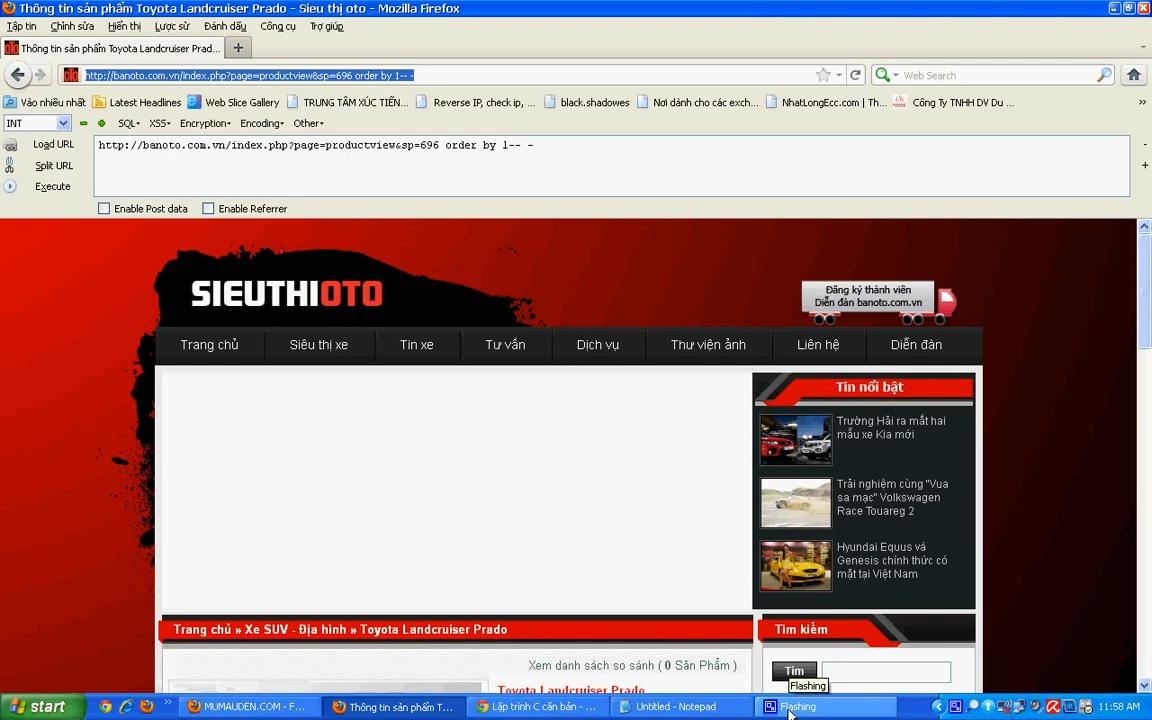 Thông tin sản phẩm Toyota Landcruiser Prado - Sieu thị oto - Mozilla Firefox
Tập tin Chỉnh sửa Hiển thị Lược sử Đánh dấu Công cụ Trợ giúp
Thông tin sản phẩm Toyota Landcruiser Prad...
http://banoto.com.vn/index.php?page=productview&sp=696 order by 1-- -
Web Search
Vào nhiều nhất Latest Headlines Web Slice Gallery TRUNG TÂM XÚC TIẾN... Reverse IP, check ip, ... black.shadowes Nơi dành cho các exch... NhatLongEcc.com | Th... Công Ty TNHH DV Du ...
INT SQL XSS Encryption Encoding Other
Load URL
http://banoto.com.vn/index.php?page=productview&sp=696 order by 1-- -
Split URL
Execute
Enable Post data Enable Referrer
SIEUTHIOTO
Đăng ký thành viên
Diễn đàn banoto.com.vn
Trang chủ Siêu thị xe Tin xe Tư vấn Dịch vụ Thư viện ảnh Liên hệ Diễn đàn
Tin nổi bật
Trường Hải ra mắt hai
mẫu xe Kia mới
Trải nghiệm cùng "Vua
sa mạc" Volkswagen
Race Touareg 2
Hyundai Equus và
Genesis chính thức có
mặt tại Việt Nam
Trang chủ » Xe SUV - Địa hình » Toyota Landcruiser Prado
Tìm kiếm
Xem danh sách so sánh ( 0 Sản Phẩm )
Tìm
Flashing
Toyota Landcruiser Prado
start MUMAUDEN.COM - F... Thông tin sản phẩm T... Lập trình C căn bản - ... Untitled - Notepad Flashing 11:58 AM